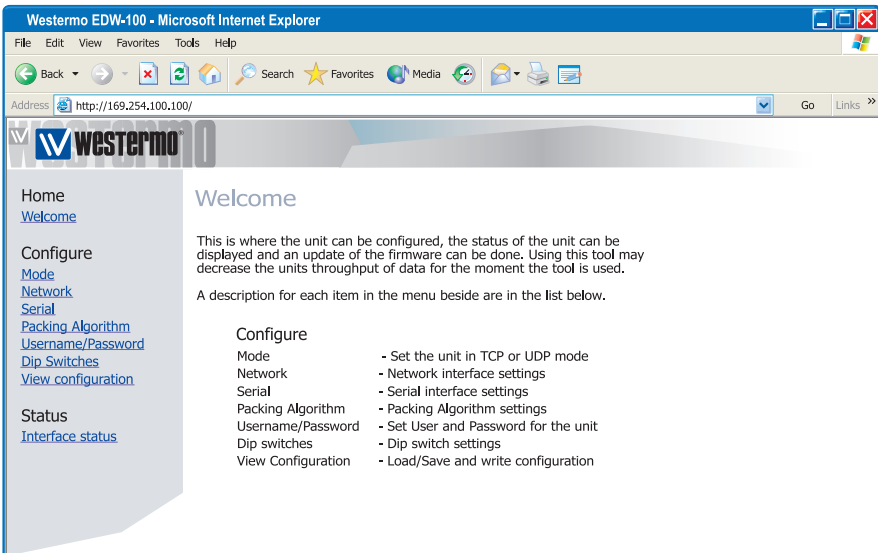 Westermo EDW-100 - Microsoft Internet Explorer
File Edit View Favorites Tools Help
Back Search Favorites Media
Address http://169.254.100.100/ Go Links »
westermo®
Home
Welcome
Configure
Mode
Network
Serial
Packing Algorithm
Username/Password
Dip Switches
View configuration
Status
Interface status
Welcome
This is where the unit can be configured, the status of the unit can be
displayed and an update of the firmware can be done. Using this tool may
decrease the units throughput of data for the moment the tool is used.
A description for each item in the menu beside are in the list below.
Configure
Mode - Set the unit in TCP or UDP mode
Network - Network interface settings
Serial - Serial interface settings
Packing Algorithm - Packing Algorithm settings
Username/Password - Set User and Password for the unit
Dip switches - Dip switch settings
View Configuration - Load/Save and write configuration